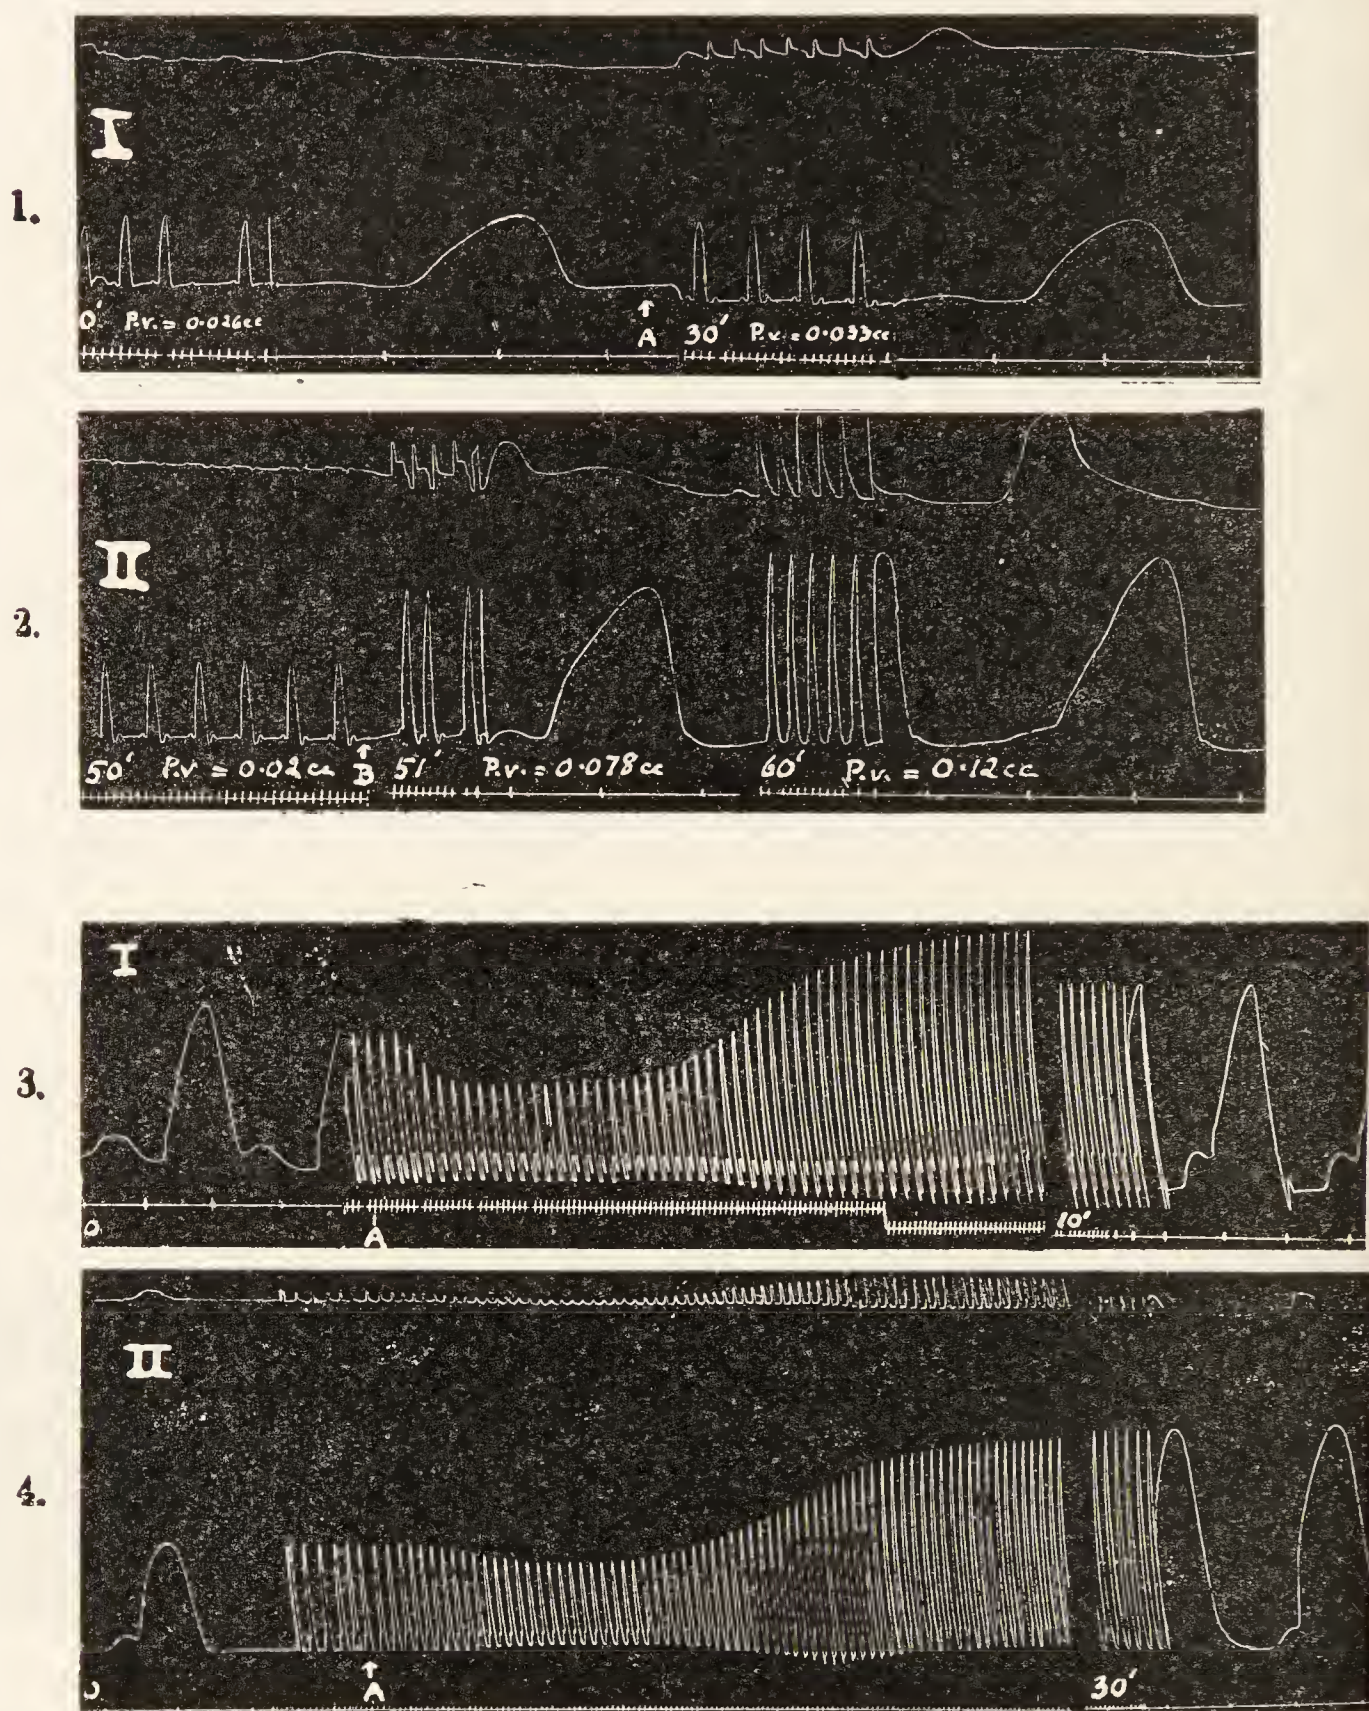 1.
I
0' P.v. = 0.026cc
A
30' P.v. = 0.033cc
2.
II
50' P.v. = 0.02cc
B
51' P.v. = 0.078cc
60' P.v. = 0.12cc
3.
I
0
A
10'
4.
II
A
30'